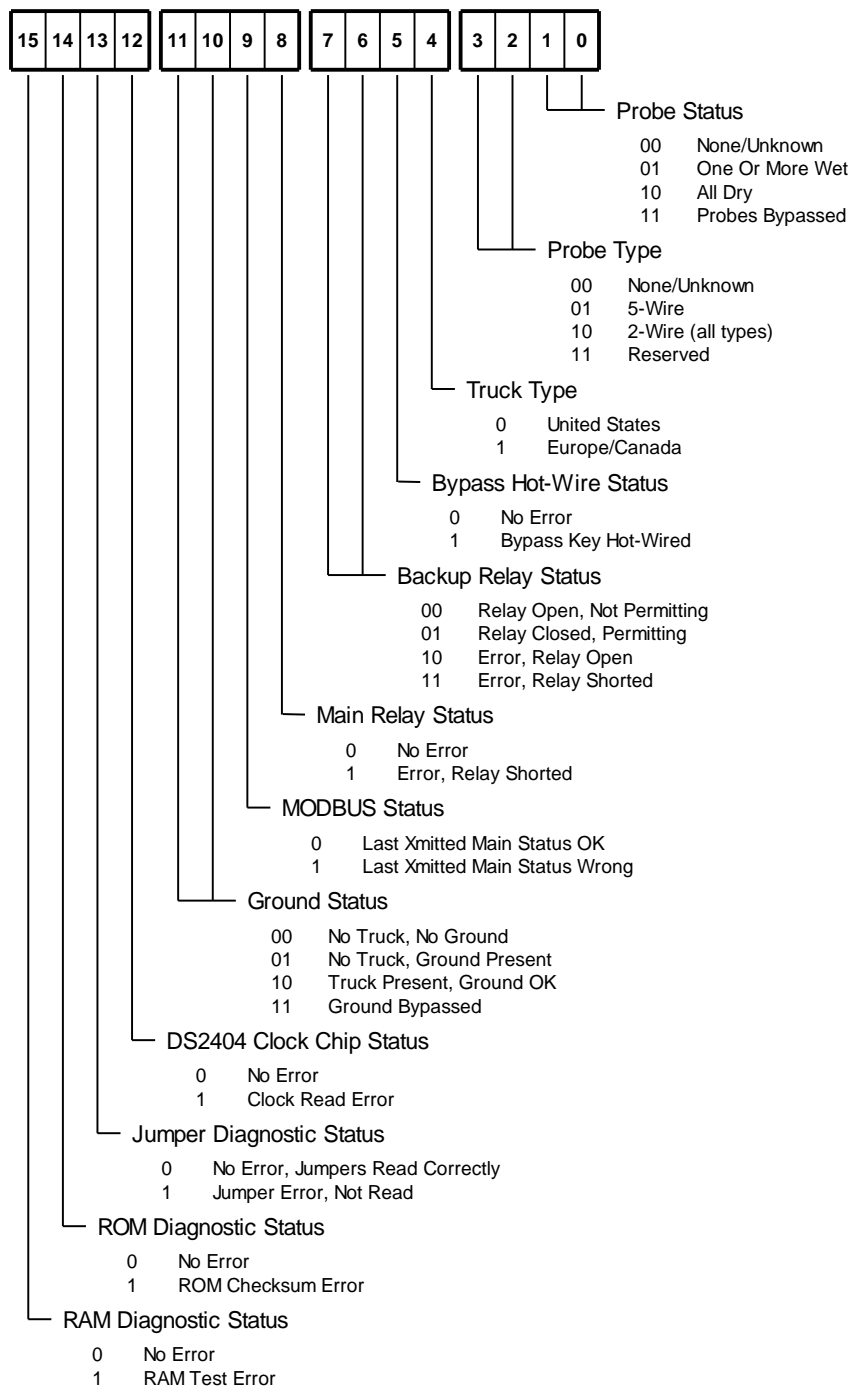 15 14 13 12 11 10 9 8 7 6 5 4 3 2 1 0
Probe Status
00 None/Unknown
01 One Or More Wet
10 All Dry
11 Probes Bypassed
Probe Type
00 None/Unknown
01 5-Wire
10 2-Wire (all types)
11 Reserved
Truck Type
0 United States
1 Europe/Canada
Bypass Hot-Wire Status
0 No Error
1 Bypass Key Hot-Wired
Backup Relay Status
00 Relay Open, Not Permitting
01 Relay Closed, Permitting
10 Error, Relay Open
11 Error, Relay Shorted
Main Relay Status
0 No Error
1 Error, Relay Shorted
MODBUS Status
0 Last Xmitted Main Status OK
1 Last Xmitted Main Status Wrong
Ground Status
00 No Truck, No Ground
01 No Truck, Ground Present
10 Truck Present, Ground OK
11 Ground Bypassed
DS2404 Clock Chip Status
0 No Error
1 Clock Read Error
Jumper Diagnostic Status
0 No Error, Jumpers Read Correctly
1 Jumper Error, Not Read
ROM Diagnostic Status
0 No Error
1 ROM Checksum Error
RAM Diagnostic Status
0 No Error
1 RAM Test Error